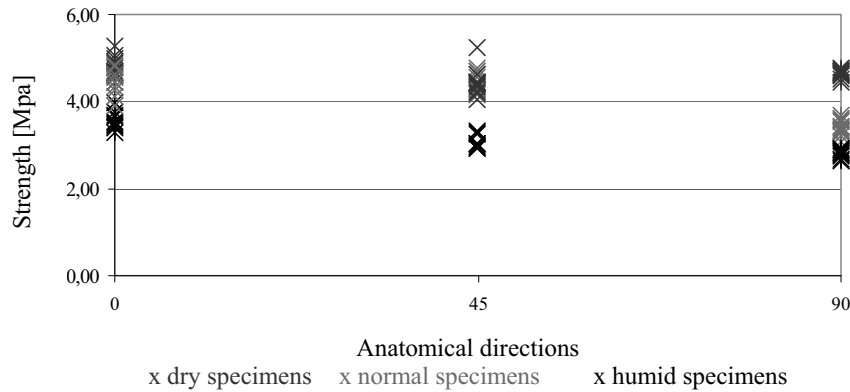 6,00
4,00
2,00
0,00
Strength [Mpa]
0 45 90
Anatomical directions
x dry specimens x normal specimens x humid specimens